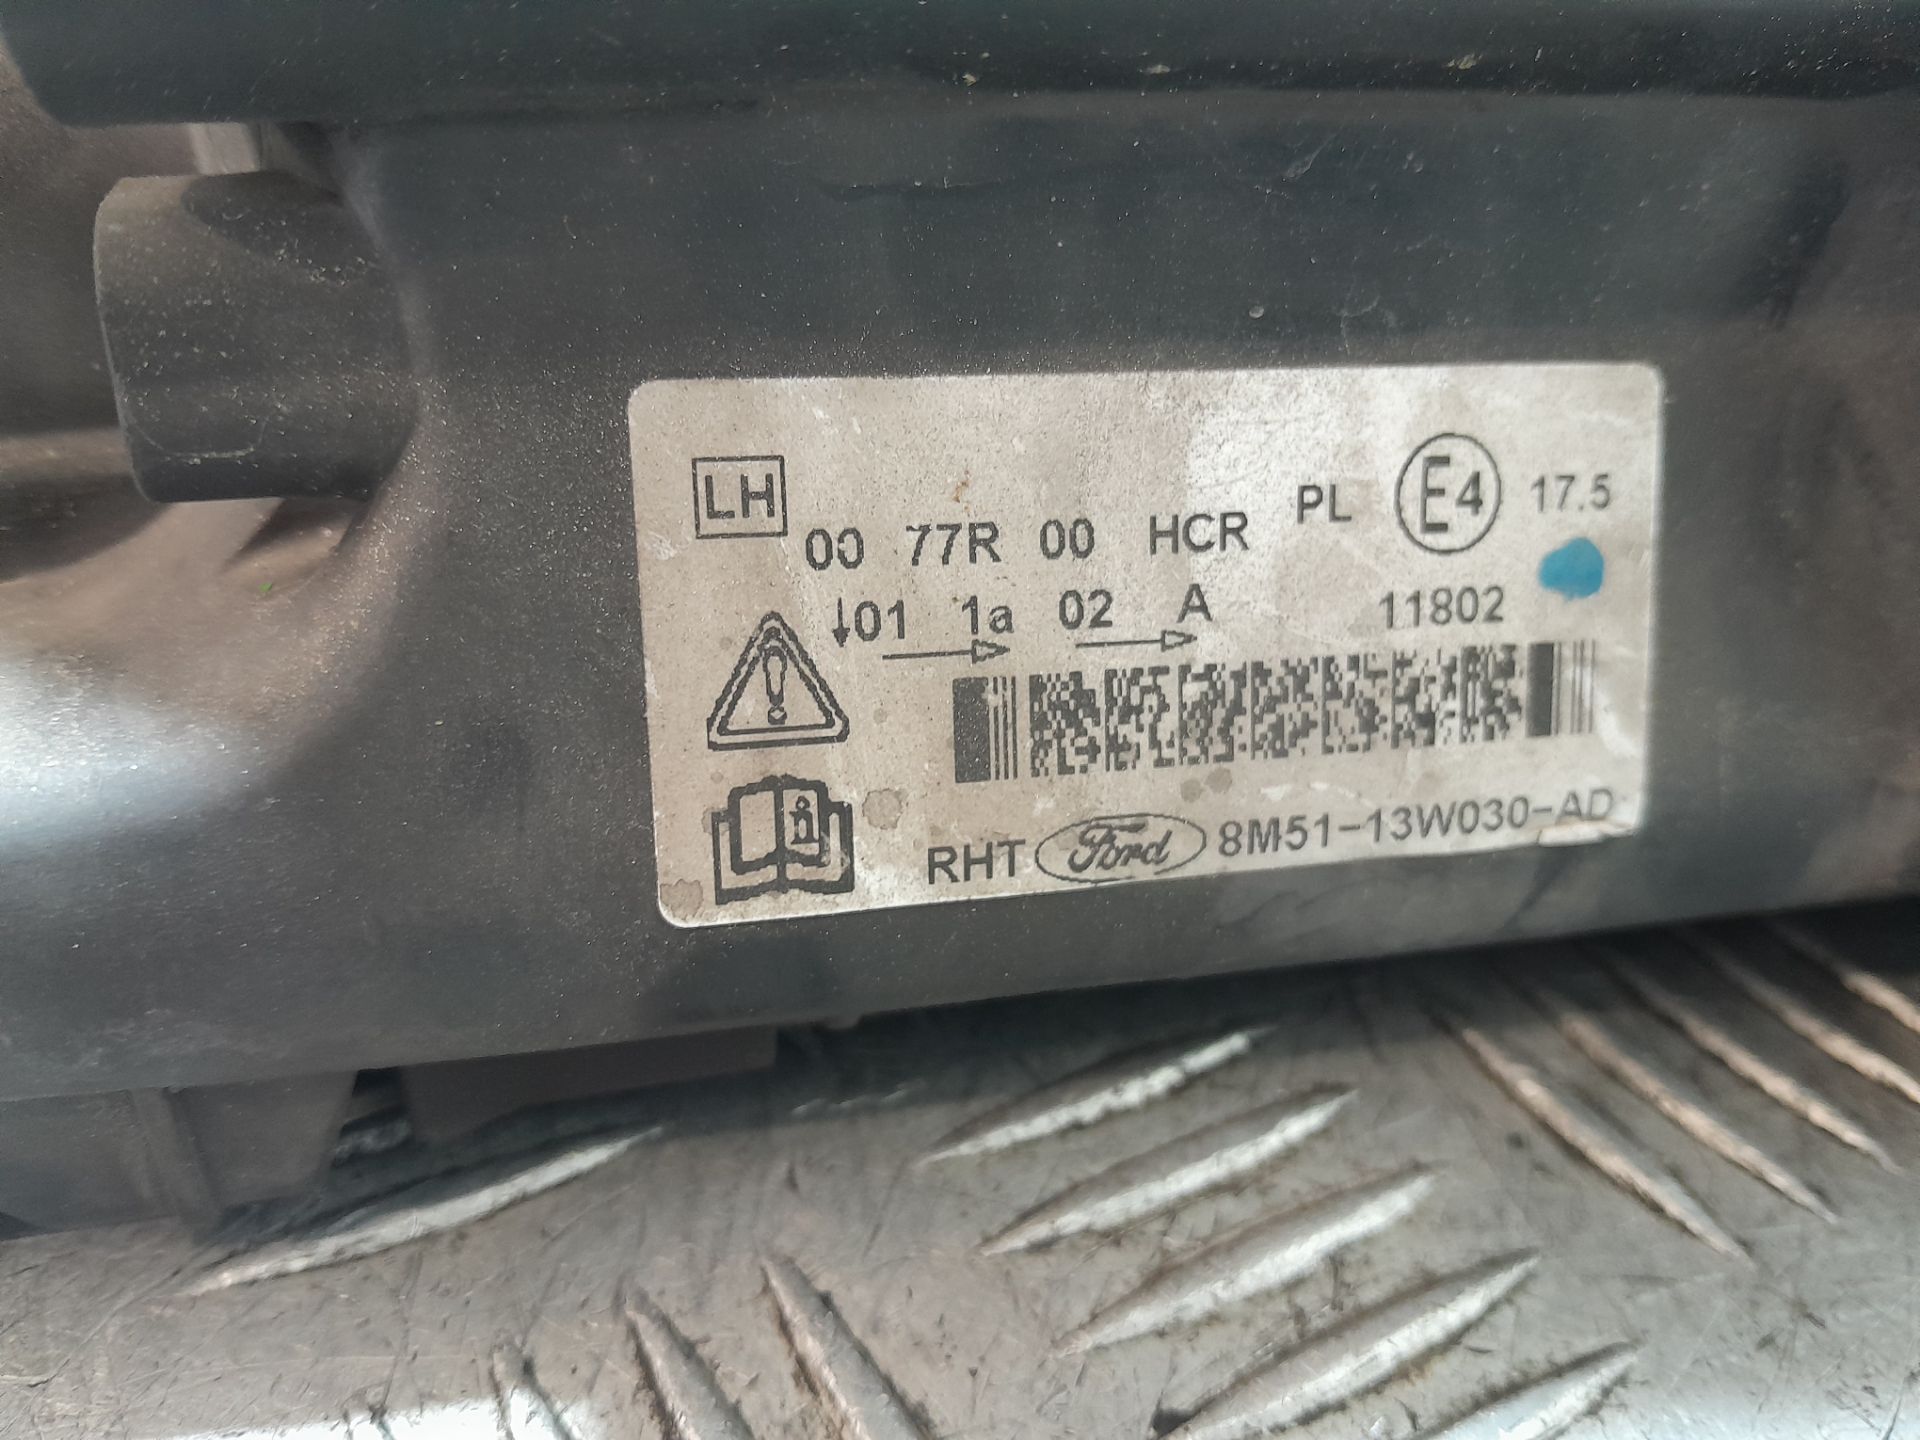 LH
00 77R 00 HCR PL E4 17.5
↓01 1a 02 A 11802
RHT Ford 8M51-13W030-AD